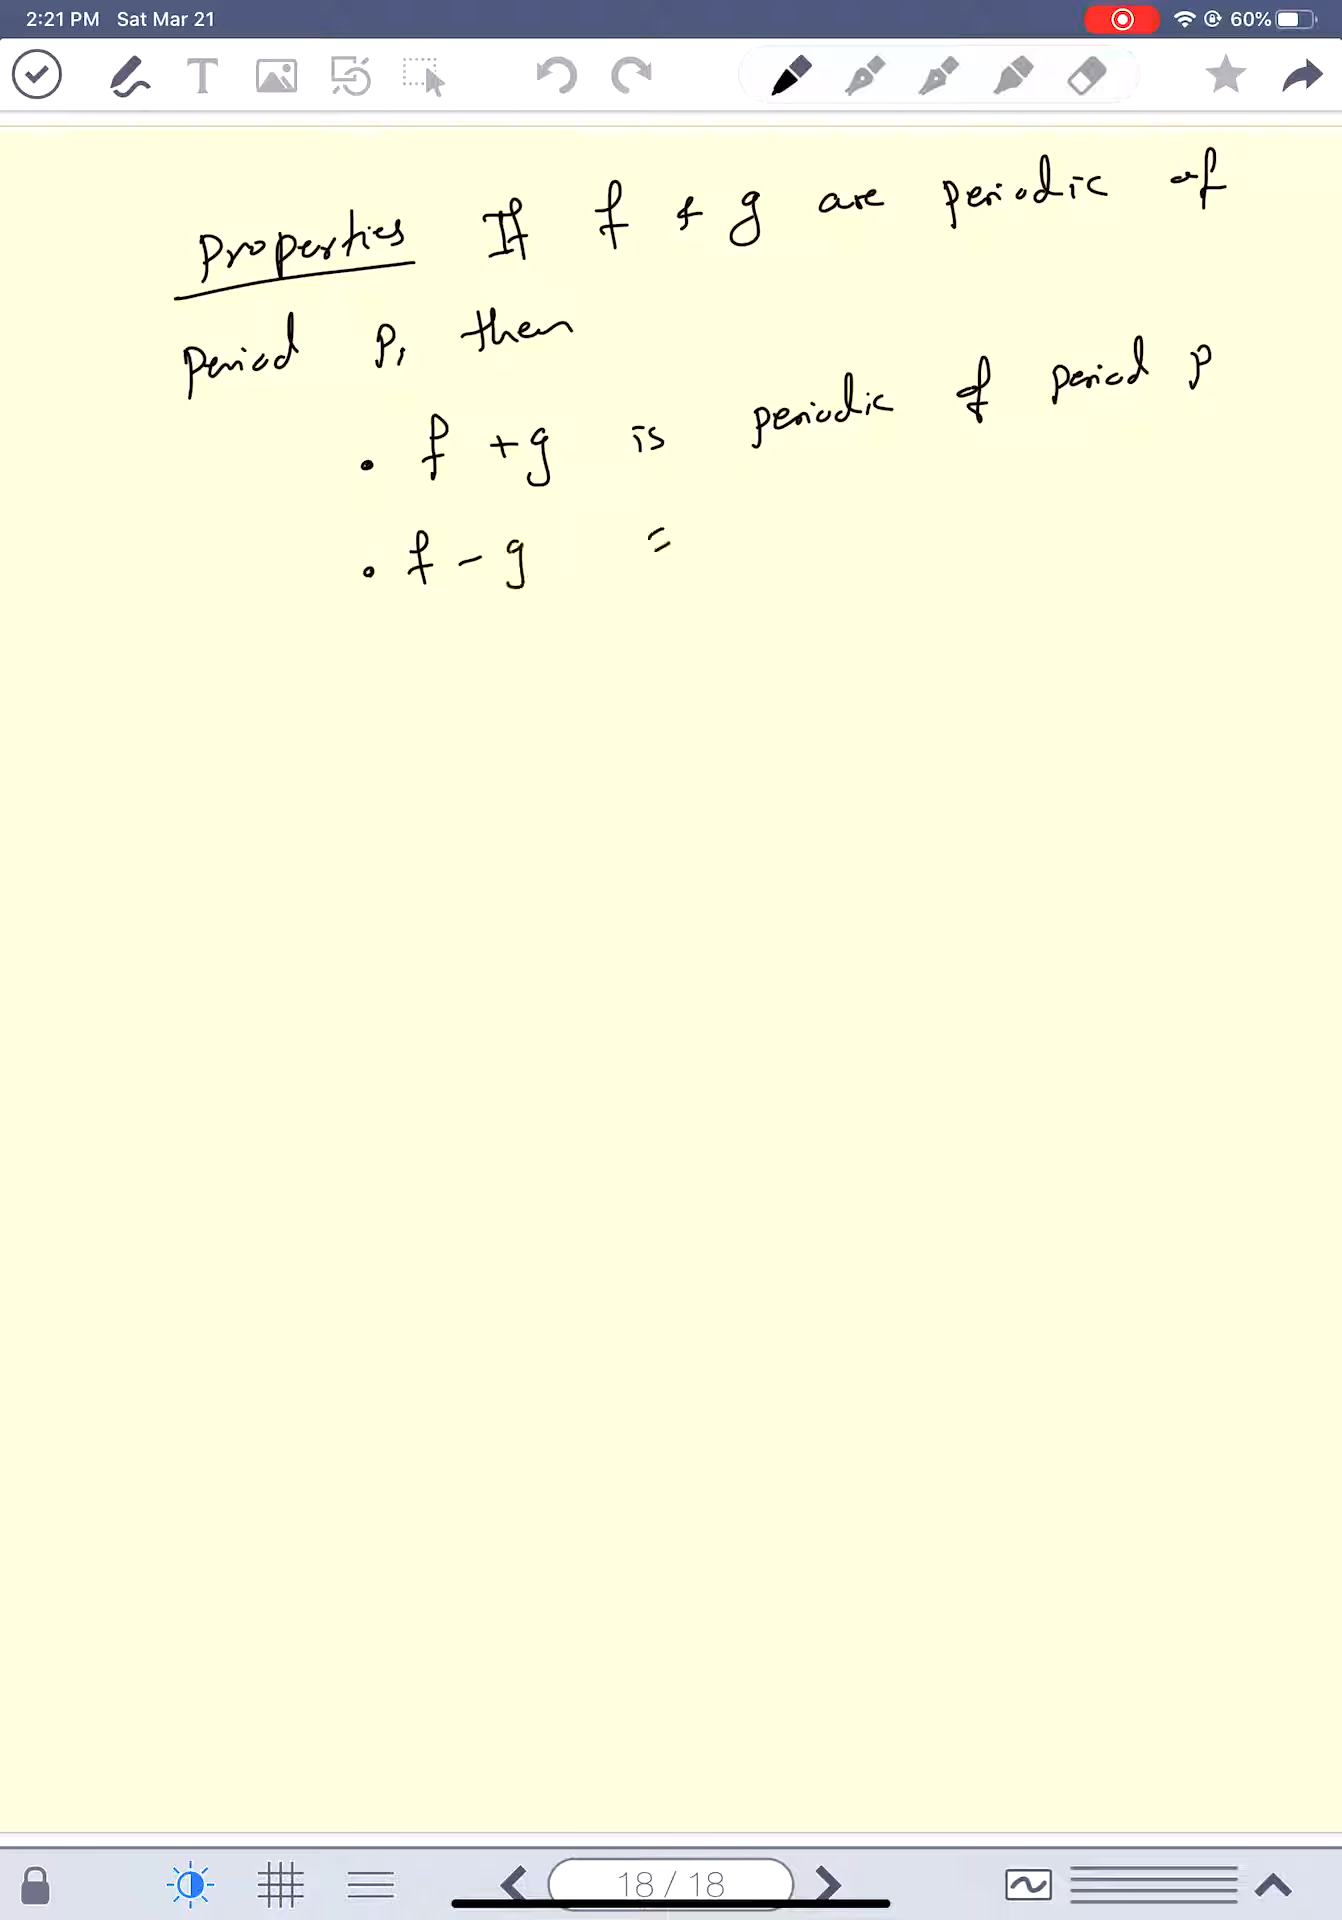 2:21 PM Sat Mar 21 60%
T
Properties If f & g are periodic of
period P, then
• f + g is periodic of period P
• f - g =
18 / 18